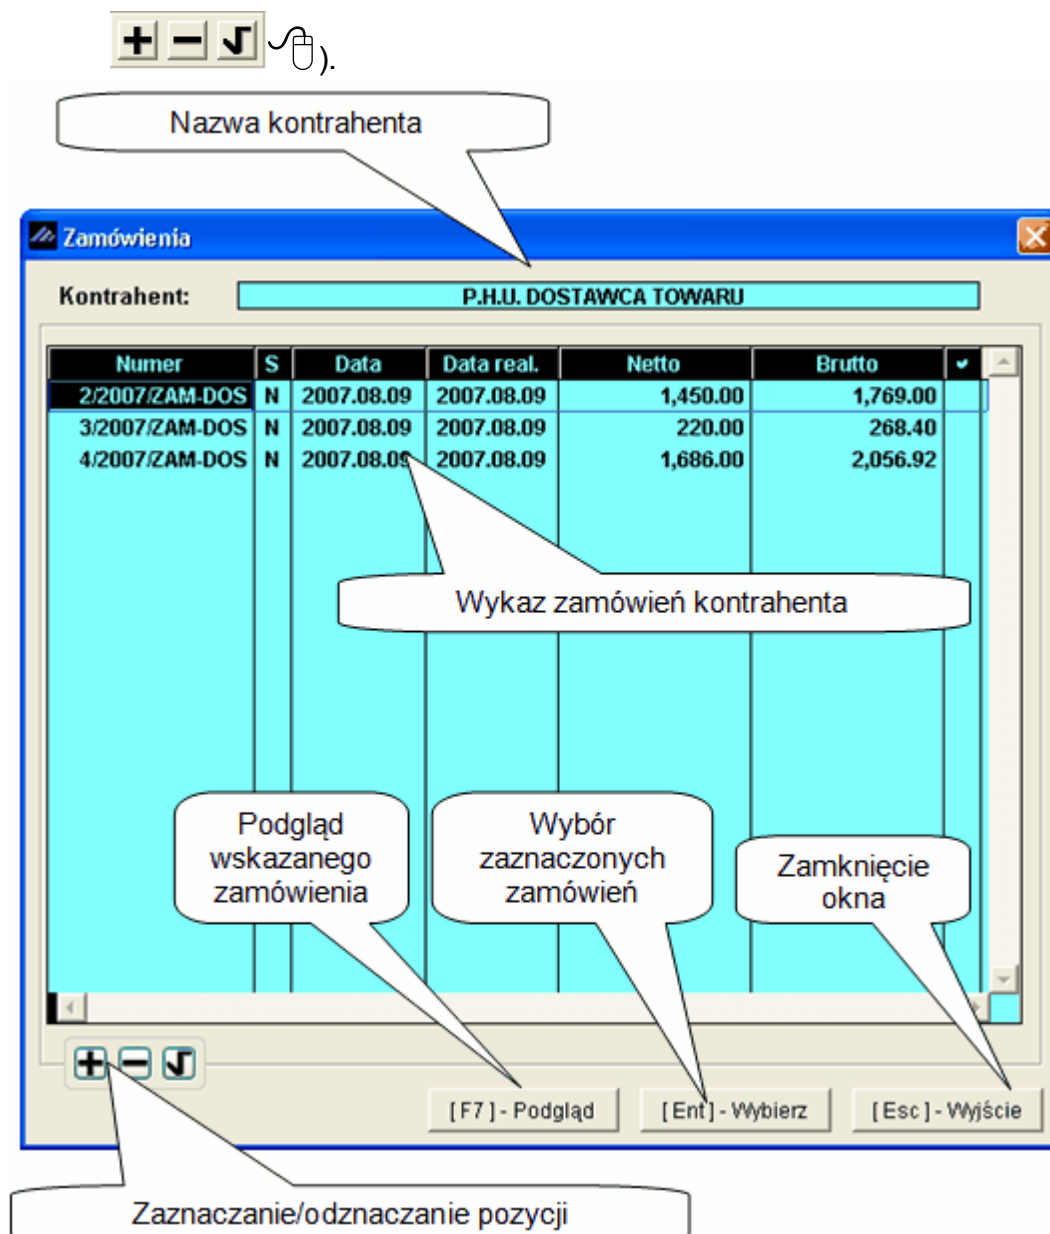 ).
Nazwa kontrahenta
Zamówienia
Kontrahent: P.H.U. DOSTAWCA TOWARU
Numer S Data Data real. Netto Brutto
2/2007/ZAM-DOS N 2007.08.09 2007.08.09 1,450.00 1,769.00
3/2007/ZAM-DOS N 2007.08.09 2007.08.09 220.00 268.40
4/2007/ZAM-DOS N 2007.08.09 2007.08.09 1,686.00 2,056.92
Wykaz zamówień kontrahenta
Podgląd
wskazanego
zamówienia
Wybór
zaznaczonych
zamówień
Zamknięcie
okna
[ F7 ] - Podgląd [ Ent ] - Wybierz [ Esc ] - Wyjście
Zaznaczanie/odznaczanie pozycji